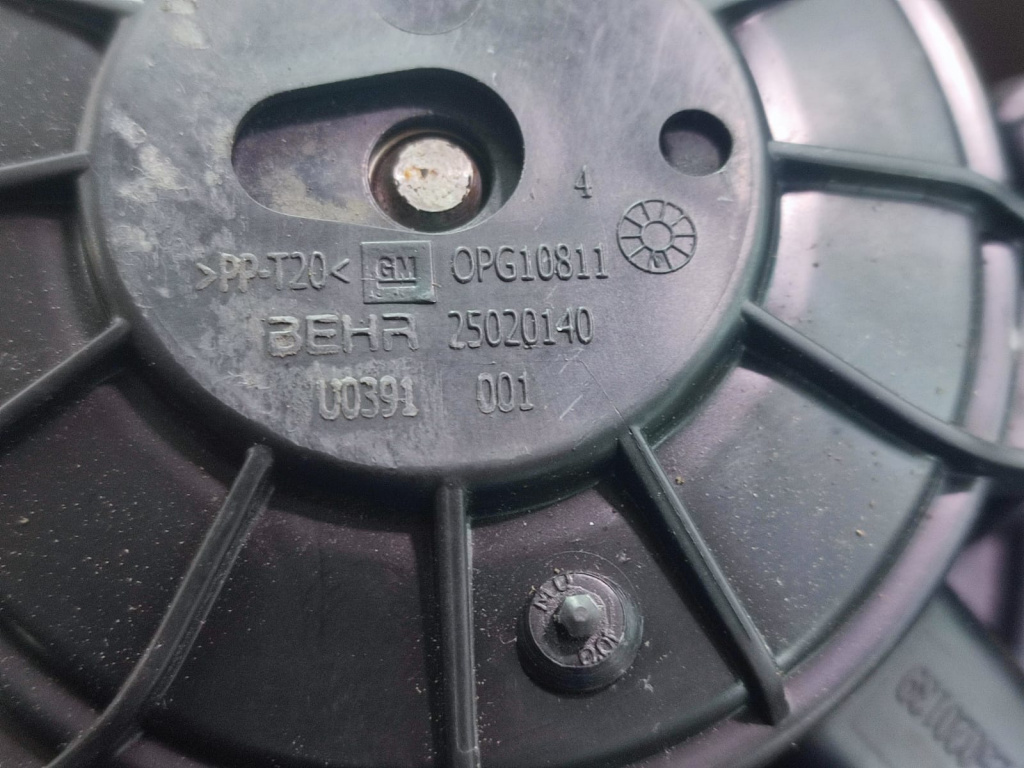 4
>PP-T20< GM OPG10811
BEHR 25020140
U0391 001